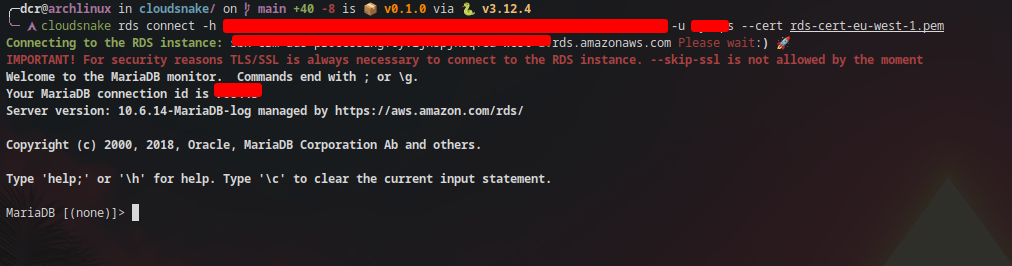 dcr@archlinux in cloudsnake/ on main +40 -8 is 📦 v0.1.0 via 🐍 v3.12.4
cloudsnake rds connect -h -u --cert rds-cert-eu-west-1.pem
Connecting to the RDS instance: rds.amazonaws.com Please wait:) 🚀
IMPORTANT! For security reasons TLS/SSL is always necessary to connect to the RDS instance. --skip-ssl is not allowed by the moment
Welcome to the MariaDB monitor.  Commands end with ; or \g.
Your MariaDB connection id is
Server version: 10.6.14-MariaDB-log managed by https://aws.amazon.com/rds/
Copyright (c) 2000, 2018, Oracle, MariaDB Corporation Ab and others.
Type 'help;' or '\h' for help. Type '\c' to clear the current input statement.
MariaDB [(none)]>